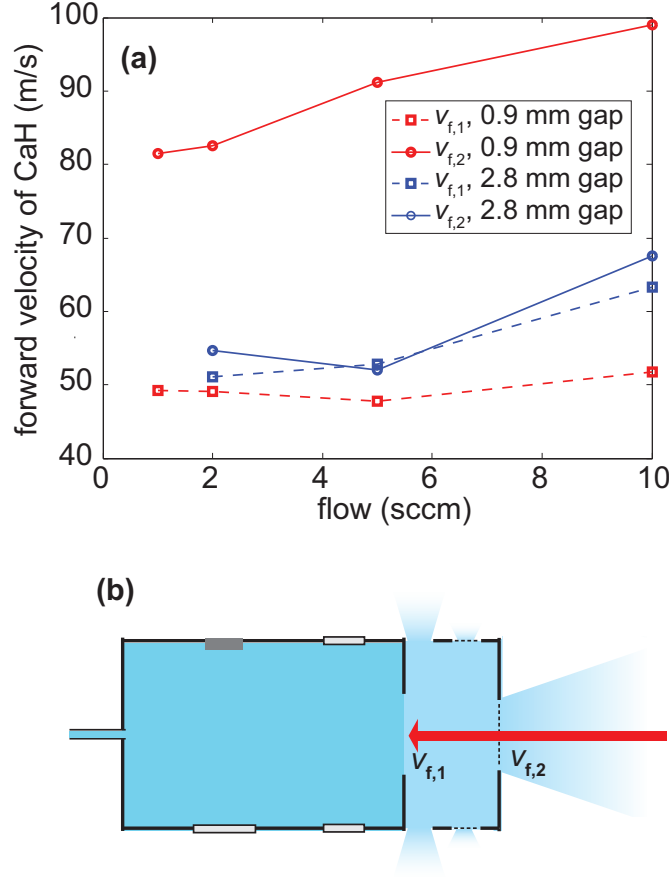 100
(a)
90
80
70
60
50
40
forward velocity of CaH (m/s)
v_f,1, 0.9 mm gap
v_f,2, 0.9 mm gap
v_f,1, 2.8 mm gap
v_f,2, 2.8 mm gap
0 2 4 6 8 10
flow (sccm)
(b)
v_f,1 v_f,2